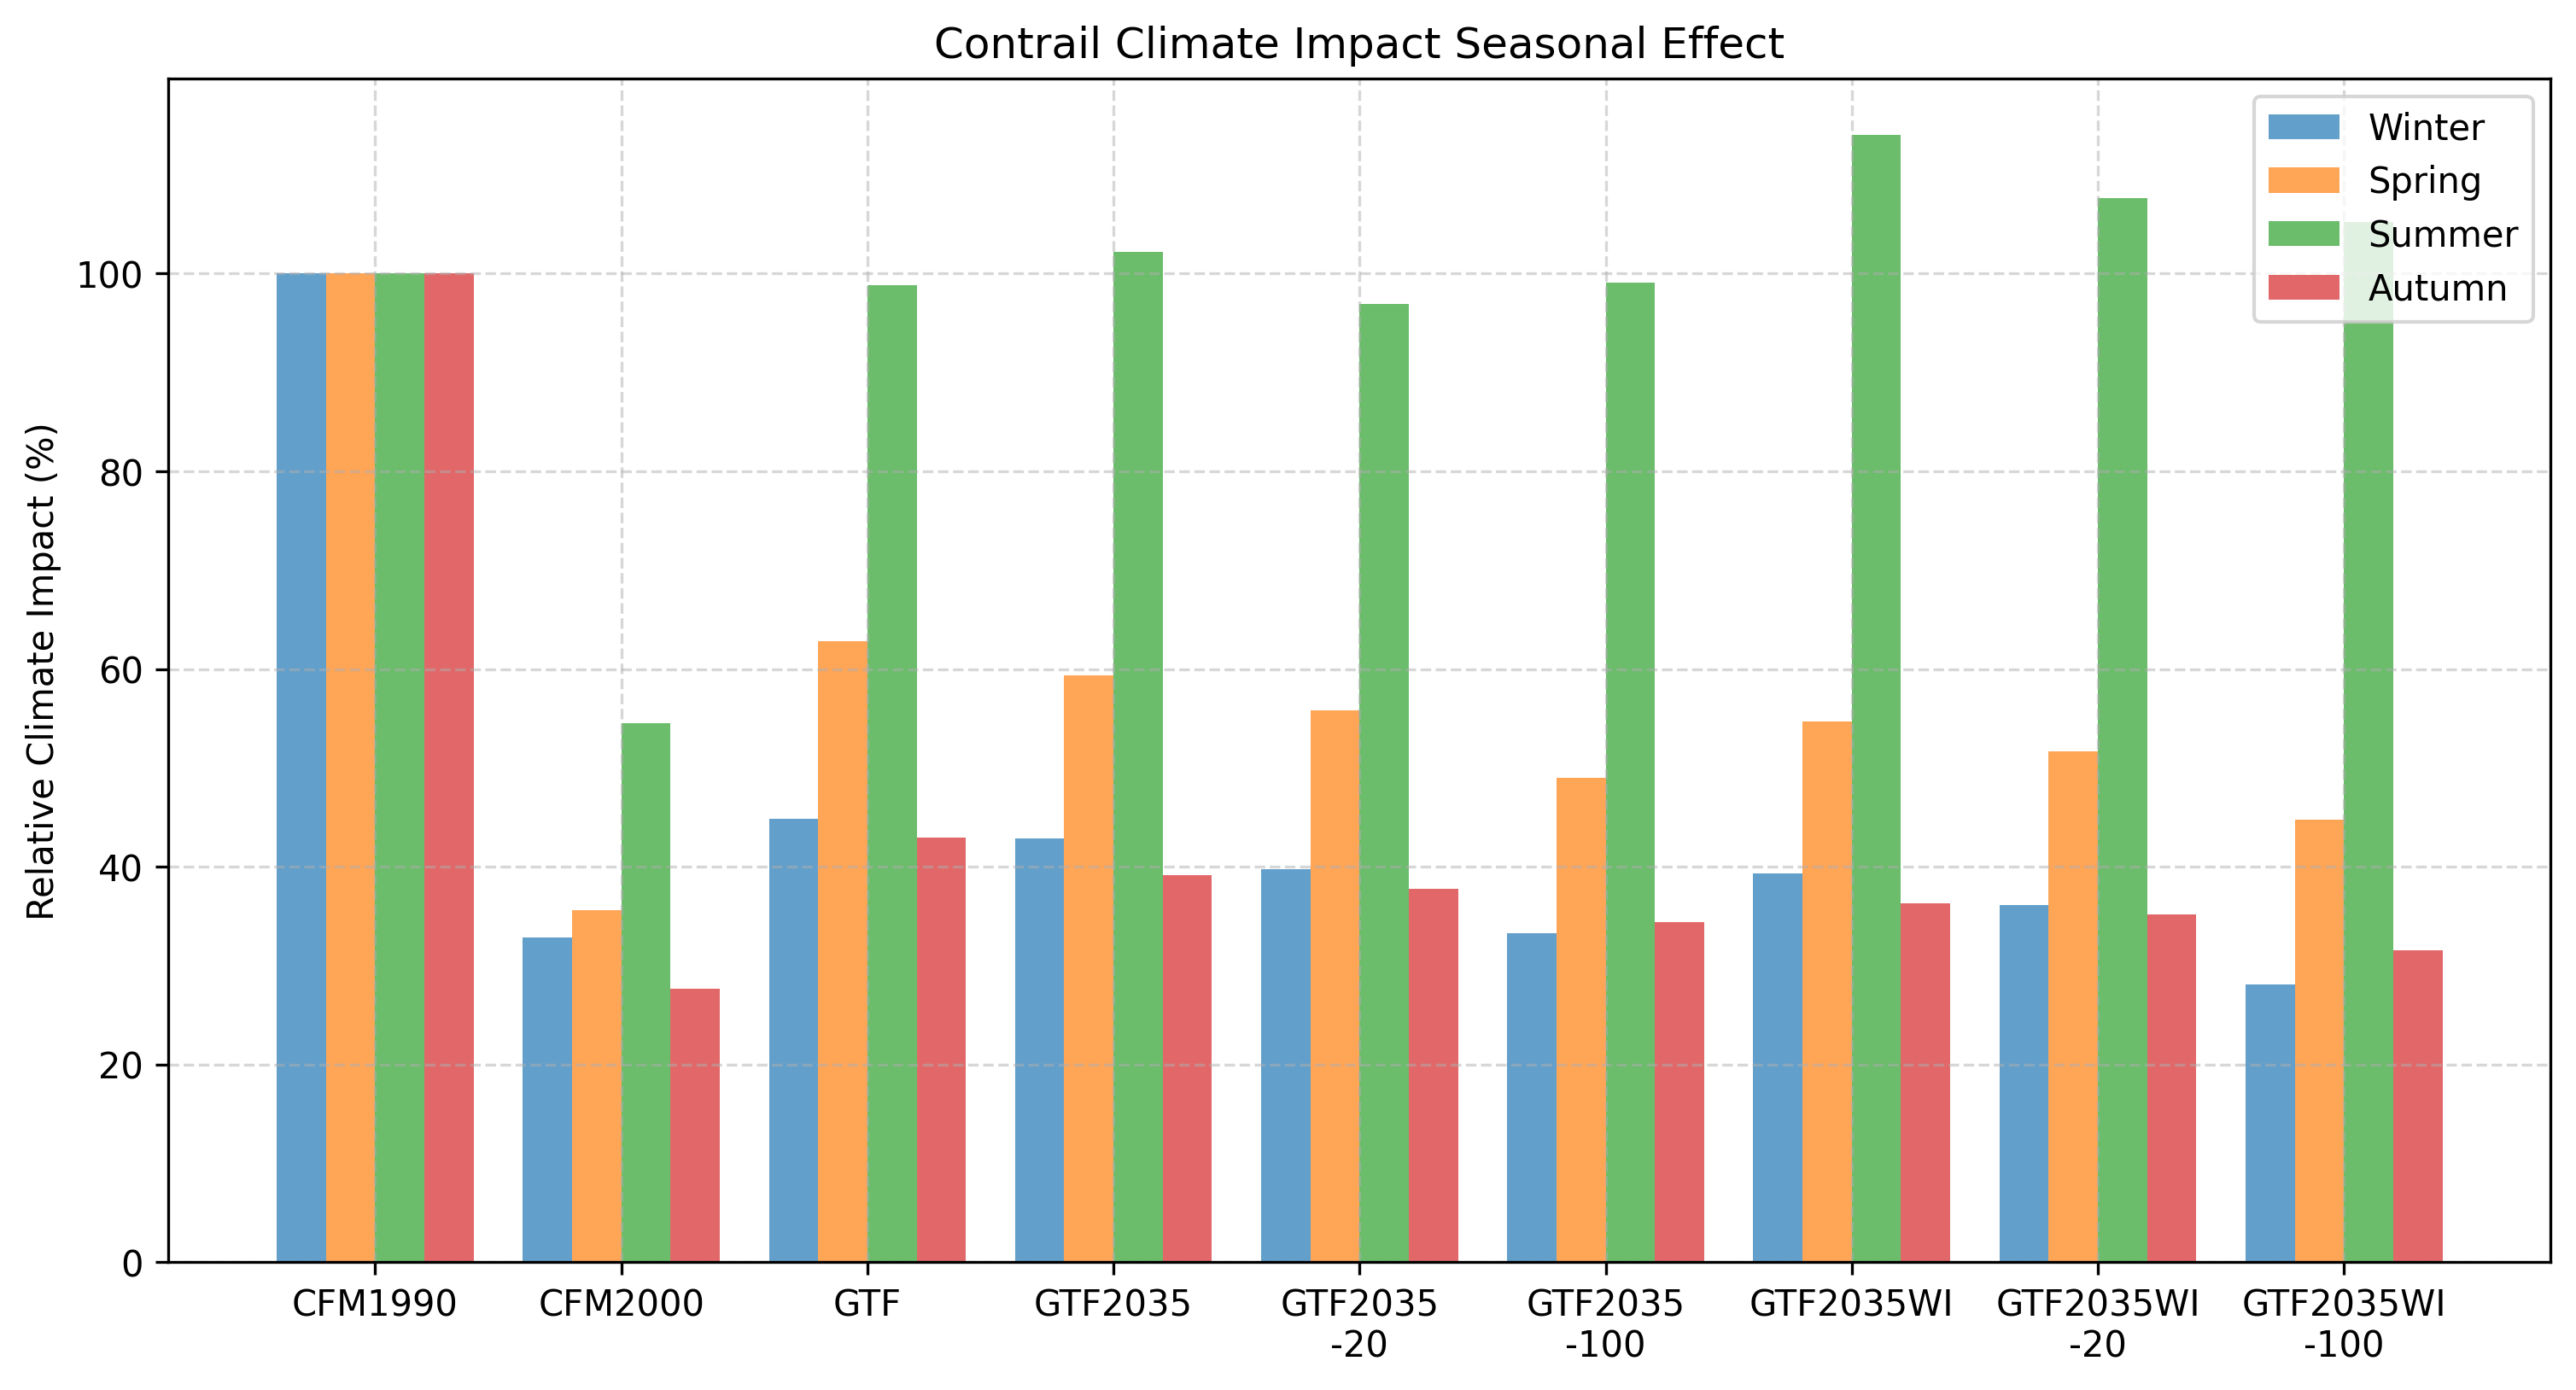 Contrail Climate Impact Seasonal Effect
Relative Climate Impact (%)
100
80
60
40
20
0
Winter
Spring
Summer
Autumn
CFM1990 CFM2000 GTF GTF2035 GTF2035 GTF2035 GTF2035WI GTF2035WI GTF2035WI
-20 -100 -20 -100